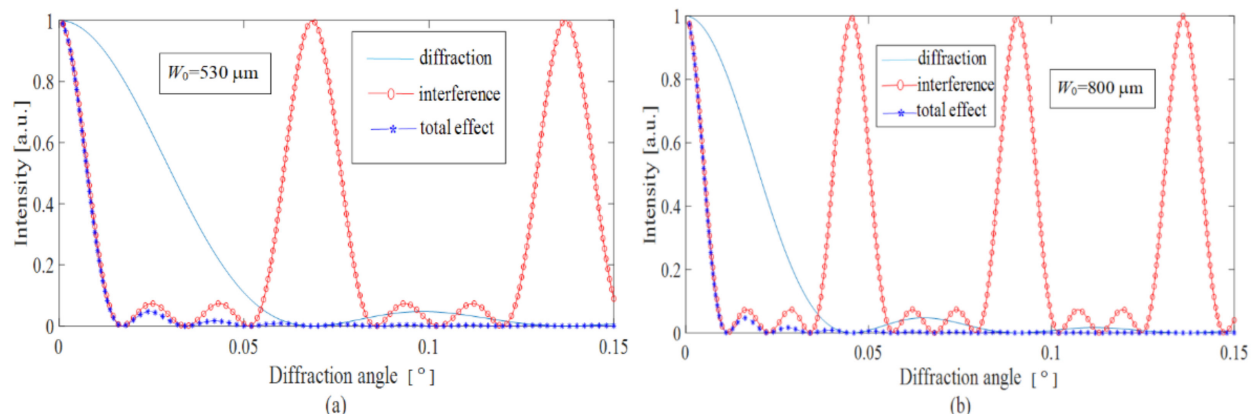 1
0.8
0.6
0.4
0.2
0
Intensity [a.u.]
W₀=530 μm
diffraction
interference
total effect
0
0.05
0.1
0.15
Diffraction angle [°]
(a)
1
0.8
0.6
0.4
0.2
0
Intensity [a.u.]
diffraction
interference
total effect
W₀=800 μm
0
0.05
0.1
0.15
Diffraction angle [°]
(b)